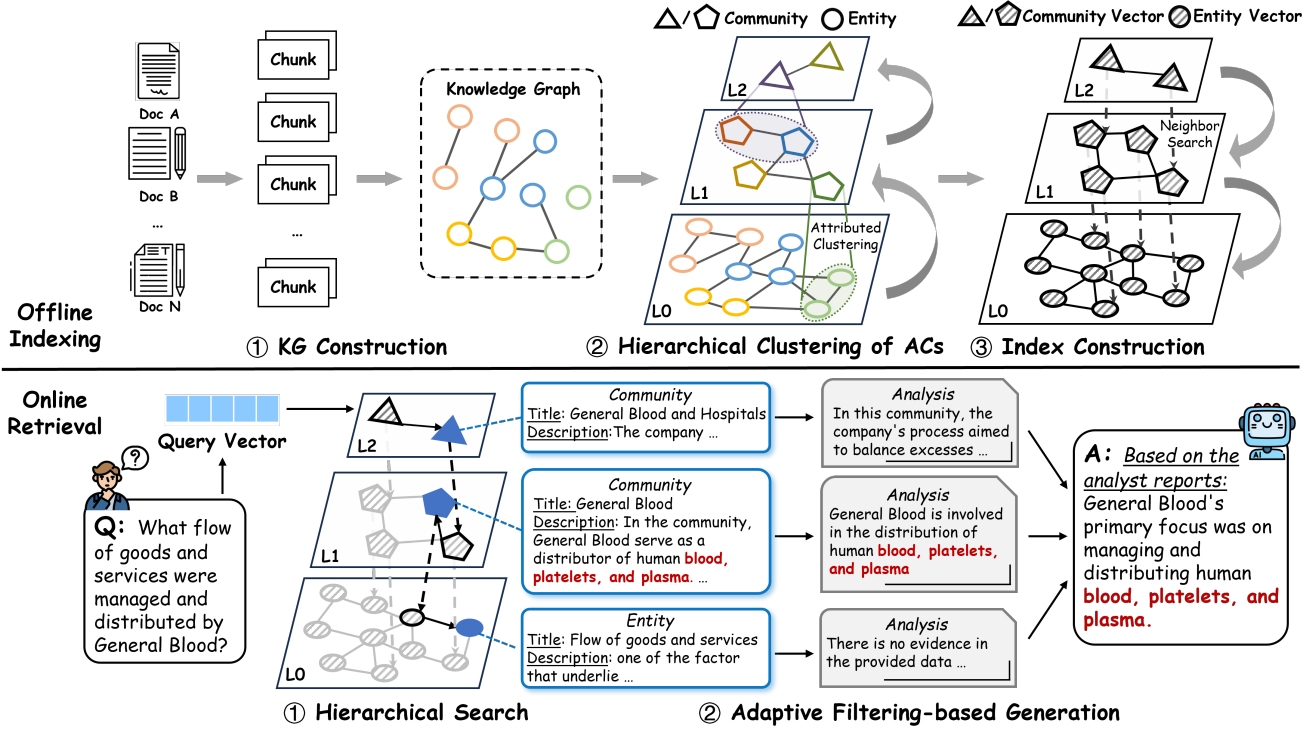 △/⬠ Community ○ Entity
△/⬠ Community Vector ○ Entity Vector
Doc A
Doc B
...
Doc N
Chunk
Chunk
Chunk
...
Chunk
Knowledge Graph
L2
L1
Attributed
Clustering
L0
L2
Neighbor
Search
L1
L0
Offline
Indexing
① KG Construction
② Hierarchical Clustering of ACs
③ Index Construction
Online
Retrieval
Query Vector
?
Q: What flow
of goods and
services were
managed and
distributed by
General Blood?
L2
L1
L0
Community
Title: General Blood and Hospitals
Description:The company ...
Community
Title: General Blood
Description: In the community,
General Blood serve as a
distributor of human blood,
platelets, and plasma. ...
Entity
Title: Flow of goods and services
Description: one of the factor
that underlie ...
Analysis
In this community, the
company's process aimed
to balance excesses ...
Analysis
General Blood is involved
in the distribution of
human blood, platelets,
and plasma
Analysis
There is no evidence in
the provided data ...
AI
A: Based on the
analyst reports:
General Blood's
primary focus was on
managing and
distributing human
blood, platelets, and
plasma.
① Hierarchical Search
② Adaptive Filtering-based Generation